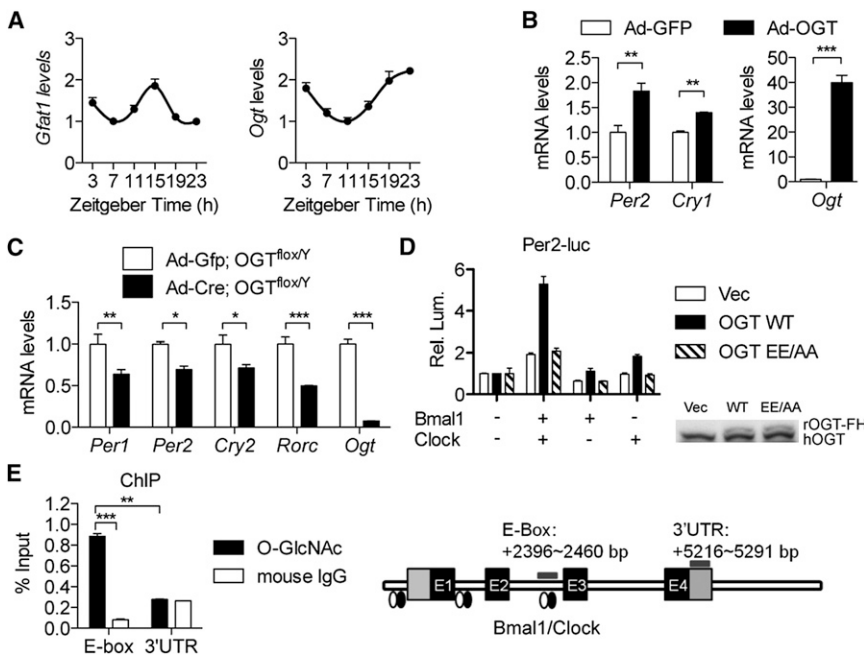 A
Gfat1 levels
3
2
1
0
3 7 11 15 19 23
Zeitgeber Time (h)
Ogt levels
3
2
1
0
3 7 11 15 19 23
Zeitgeber Time (h)
B
Ad-GFP
Ad-OGT
mRNA levels
2.5
2.0
1.5
1.0
0.5
0.0
**
**
Per2 Cry1
mRNA levels
50
40
30
20
10
0
***
Ogt
C
Ad-Gfp; OGTflox/Y
Ad-Cre; OGTflox/Y
mRNA levels
1.5
1.0
0.5
0.0
** * * *** ***
Per1 Per2 Cry2 Rorc Ogt
D
Per2-luc
Rel. Lum.
6
4
2
0
Bmal1 - + + -
Clock - + - +
Vec
OGT WT
OGT EE/AA
Vec WT EE/AA
rOGT-FH
hOGT
E
ChIP
% Input
1.2
1.0
0.8
0.6
0.4
0.2
0.0
**
***
E-box 3'UTR
O-GlcNAc
mouse IgG
E-Box:
+2396~2460 bp
3'UTR:
+5216~5291 bp
E1 E2 E3 E4
Bmal1/Clock